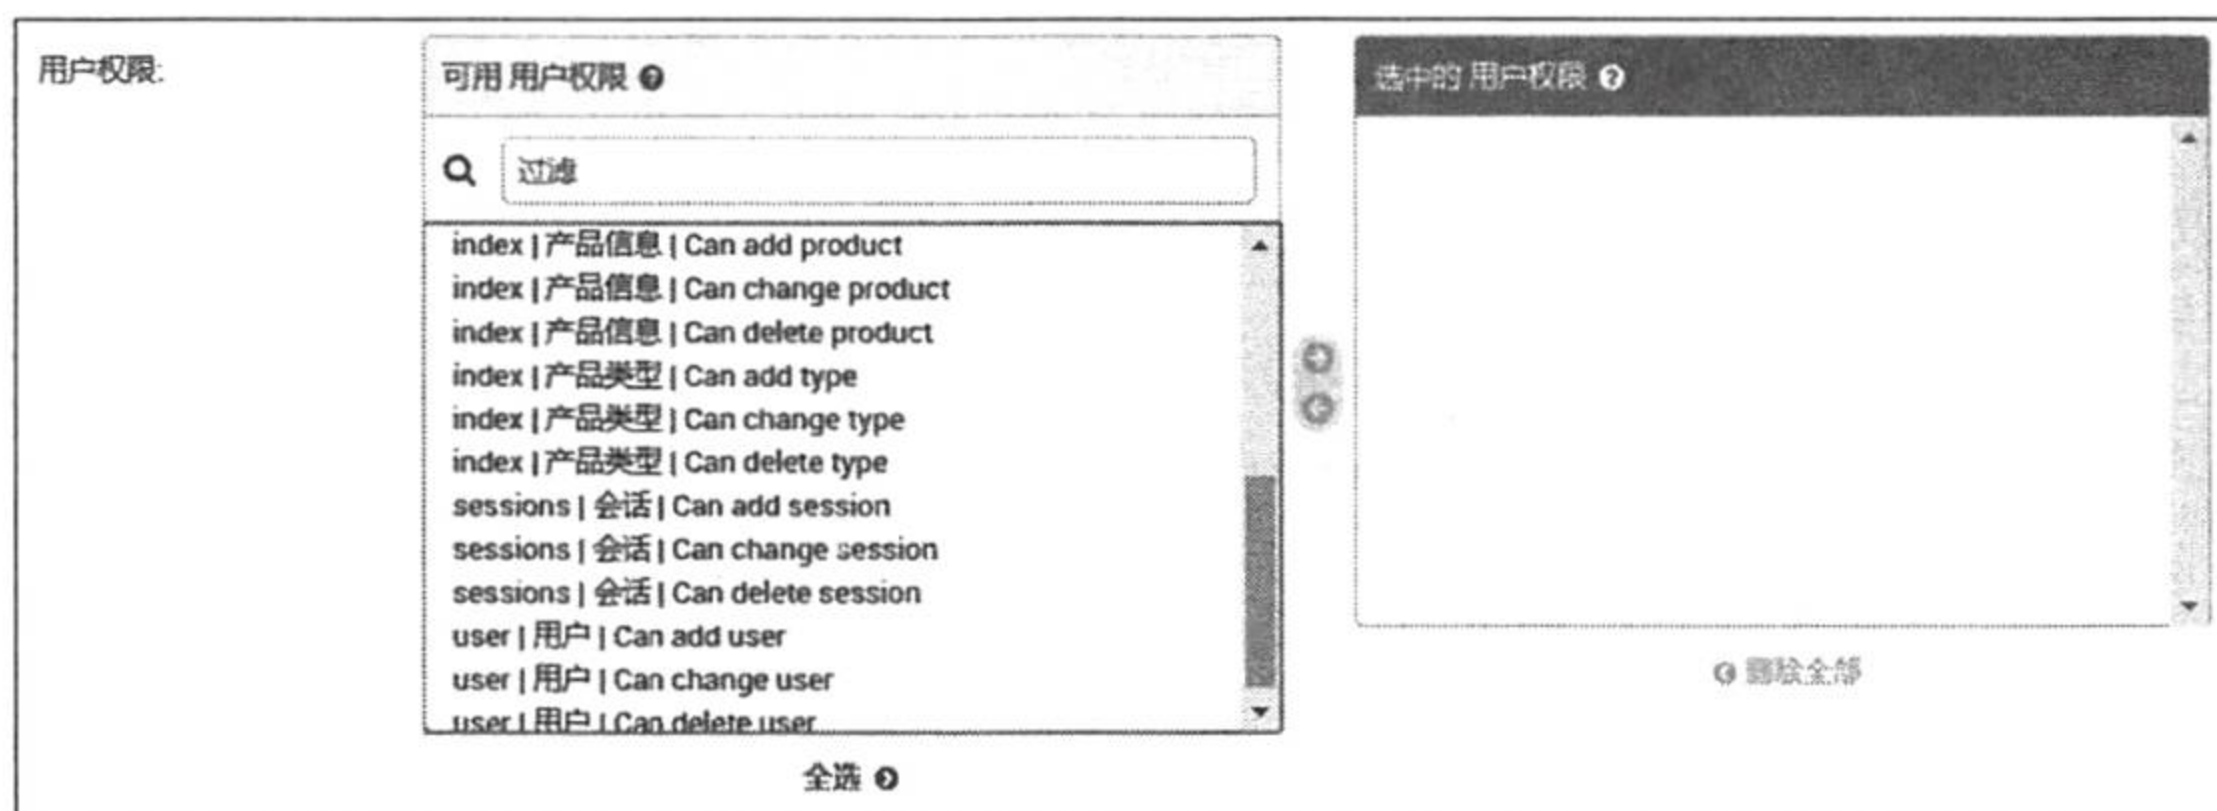 用户权限:
可用 用户权限
过滤
index | 产品信息 | Can add product
index | 产品信息 | Can change product
index | 产品信息 | Can delete product
index | 产品类型 | Can add type
index | 产品类型 | Can change type
index | 产品类型 | Can delete type
sessions | 会话 | Can add session
sessions | 会话 | Can change session
sessions | 会话 | Can delete session
user | 用户 | Can add user
user | 用户 | Can change user
user | 用户 | Can delete user
全选
选中的 用户权限
删除全部